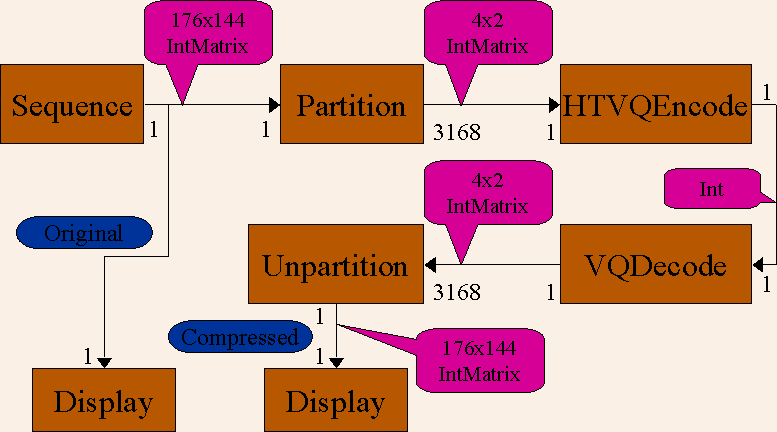 176x144
IntMatrix
4x2
IntMatrix
Sequence
Partition
HTVQEncode
1
1
1
3168
1
4x2
IntMatrix
Int
Original
Unpartition
VQDecode
3168
1
1
1
Compressed
1
1
176x144
IntMatrix
Display
Display